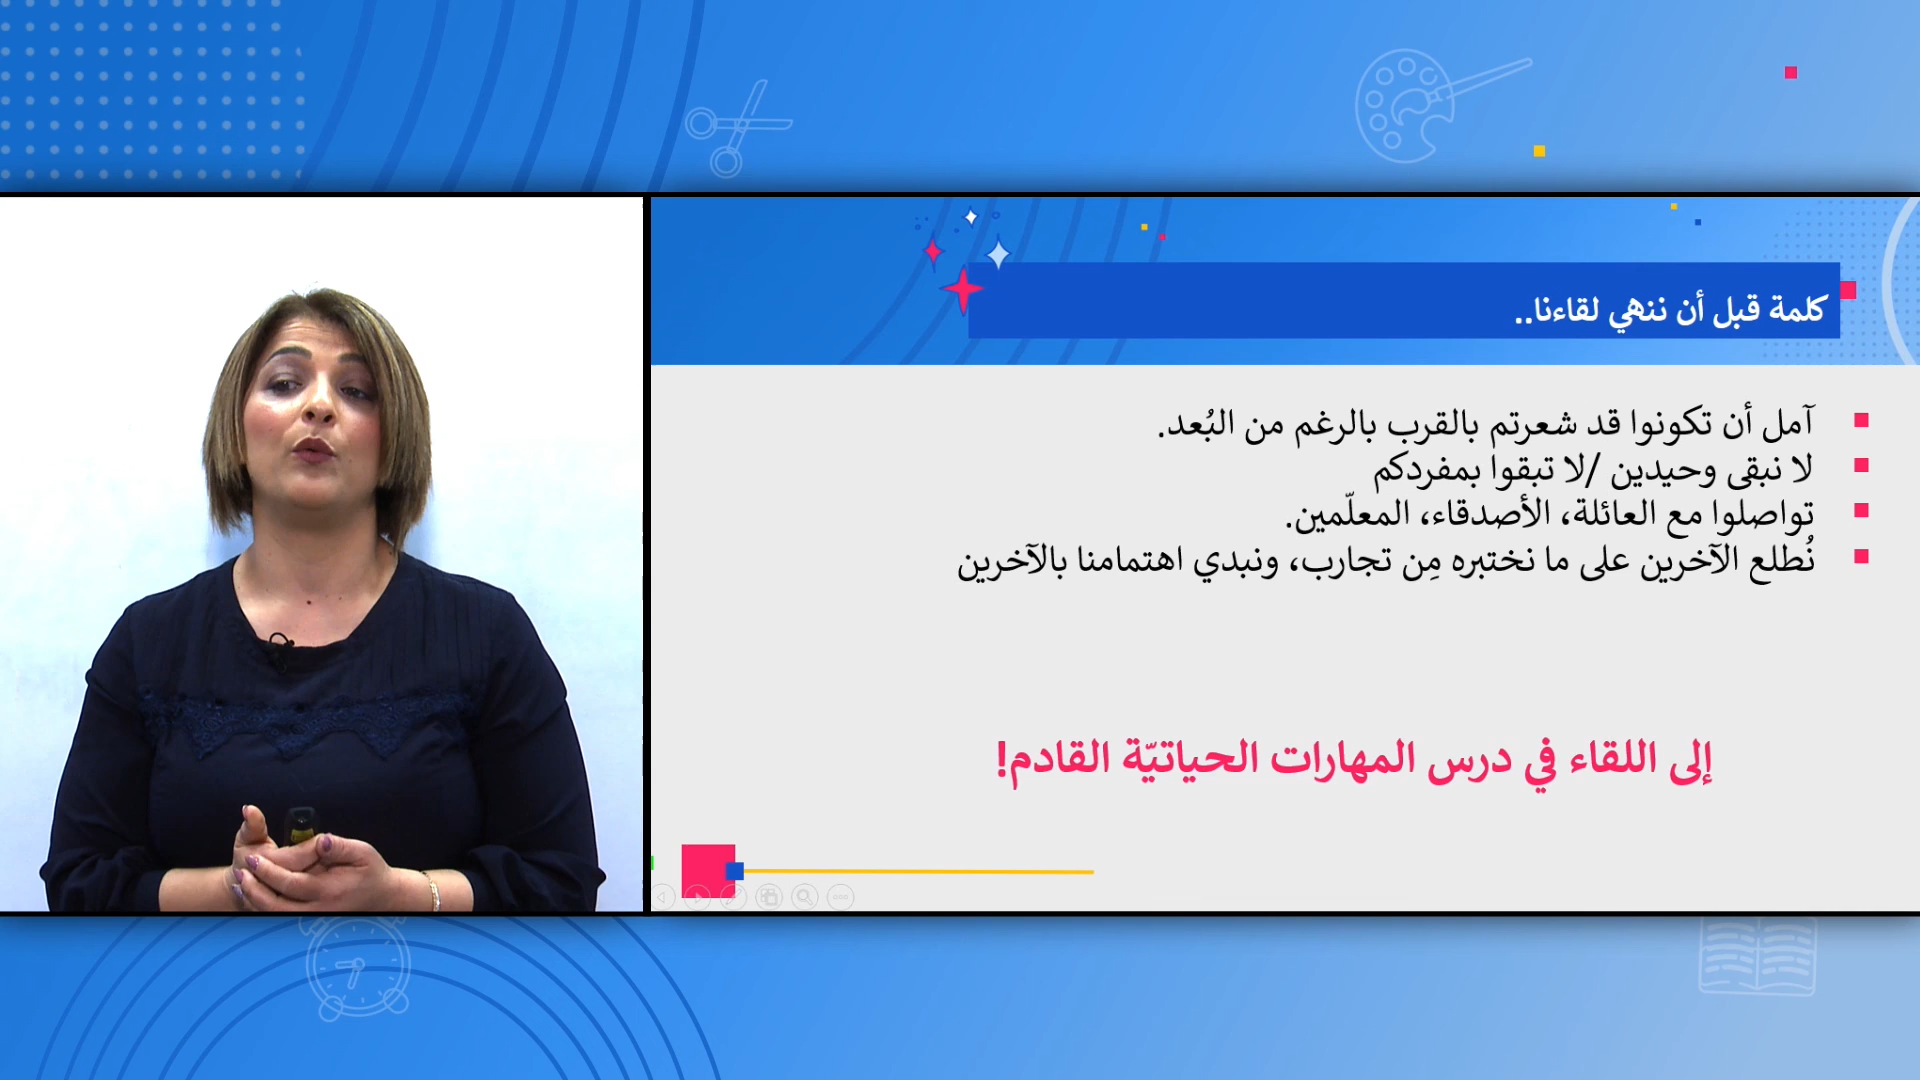 كلمة قبل أن ننهي لقاءنا..
آمل أن تكونوا قد شعرتم بالقرب بالرغم من البُعد.
لا نبقى وحيدين /لا تبقوا بمفردكم
تواصلوا مع العائلة، الأصدقاء، المعلّمين.
نُطلع الآخرين على ما نختبره مِن تجارب، ونبدي اهتمامنا بالآخرين
إلى اللقاء في درس المهارات الحياتيّة القادم!